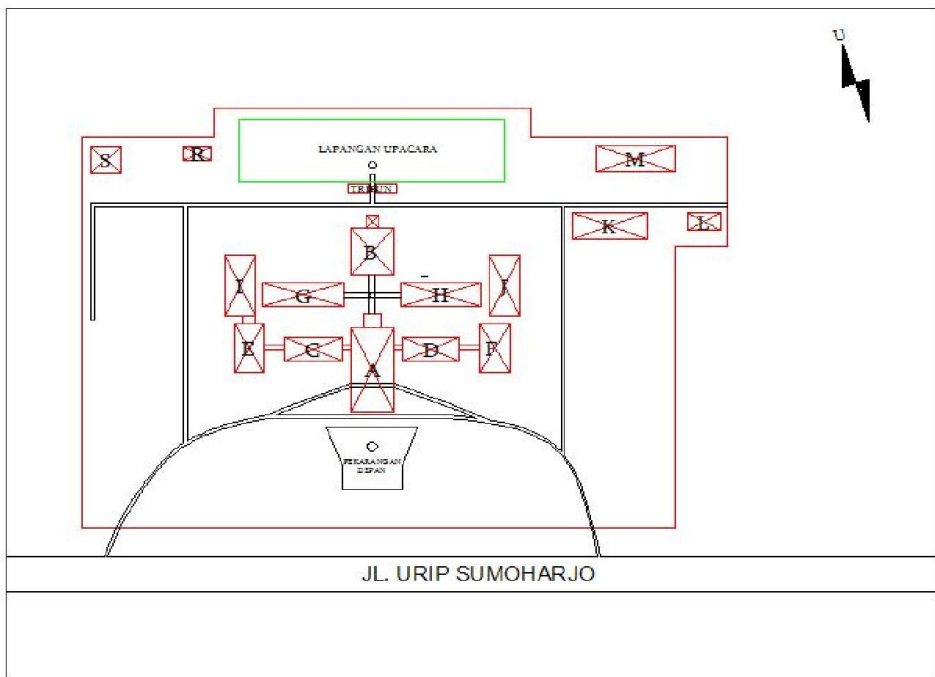 U
S
R
LAPANGAN UPACARA
M
TRIBUN
K
L
B
I
G
H
J
E
C
A
D
F
PEKARANGAN
DEPAN
JL. URIP SUMOHARJO